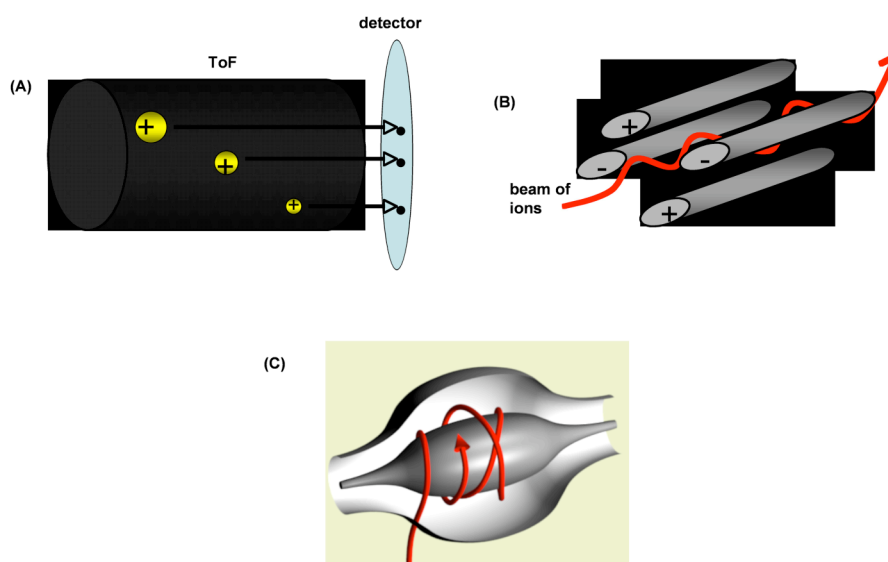 detector
ToF
(A)
+
+
+
(B)
+
-
-
+
beam of
ions
(C)